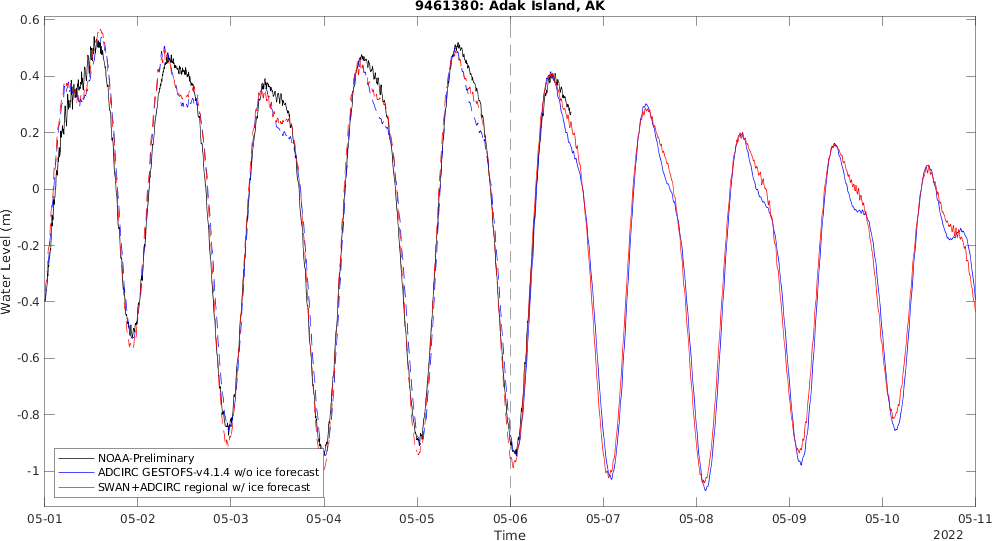 9461380: Adak Island, AK
0.6
0.4
0.2
0
-0.2
-0.4
-0.6
-0.8
-1
Water Level (m)
NOAA-Preliminary
ADCIRC GESTOFS-v4.1.4 w/o ice forecast
SWAN+ADCIRC regional w/ ice forecast
05-01 05-02 05-03 05-04 05-05 05-06 05-07 05-08 05-09 05-10 05-11
Time
2022